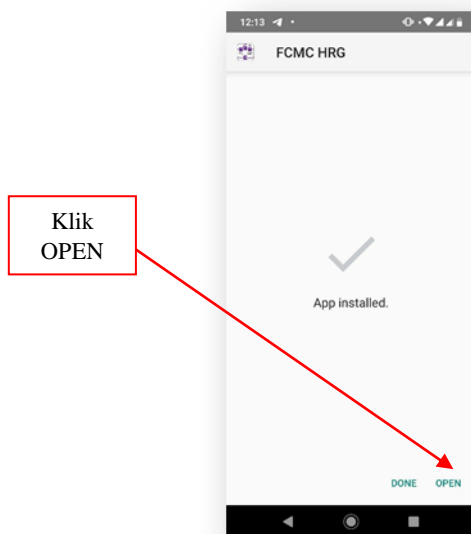 12:13
FCMC HRG
Klik
OPEN
App installed.
DONE OPEN